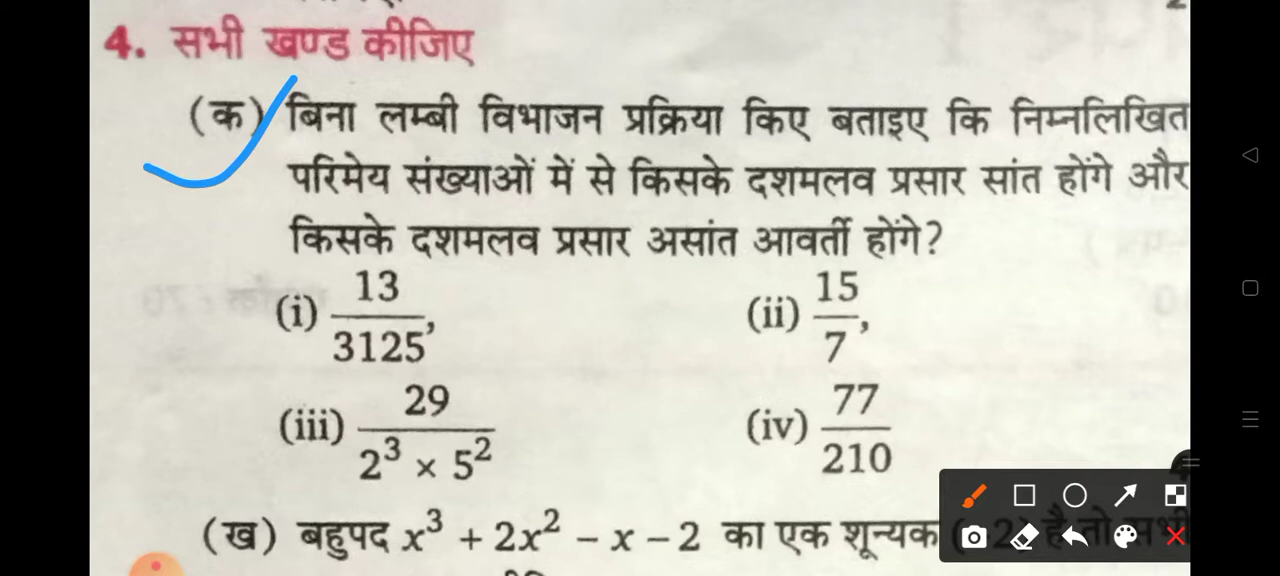 4. सभी खण्ड कीजिए
(क) बिना लम्बी विभाजन प्रक्रिया किए बताइए कि निम्नलिखित
परिमेय संख्याओं में से किसके दशमलव प्रसार सांत होंगे और
किसके दशमलव प्रसार असांत आवर्ती होंगे?
(i) 13/3125, (ii) 15/7,
(iii) 29/(2³ × 5²) (iv) 77/210
(ख) बहुपद x³ + 2x² − x − 2 का एक शून्यक